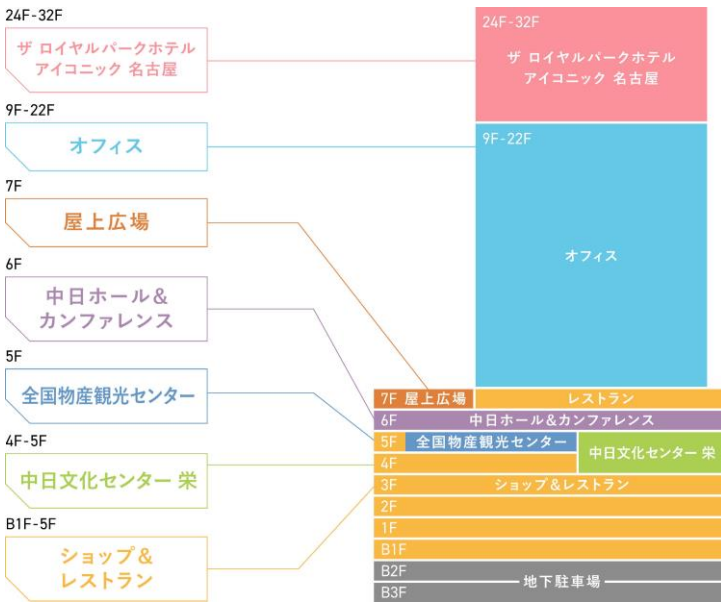 24F-32F
ザ ロイヤルパークホテル
アイコニック 名古屋
9F-22F
オフィス
7F
屋上広場
6F
中日ホール&
カンファレンス
5F
全国物産観光センター
4F-5F
中日文化センター 栄
B1F-5F
ショップ&
レストラン
24F-32F
ザ ロイヤルパークホテル
アイコニック 名古屋
9F-22F
オフィス
7F 屋上広場 レストラン
6F 中日ホール&カンファレンス
5F 全国物産観光センター
中日文化センター 栄
4F
3F ショップ&レストラン
2F
1F
B1F
B2F
地下駐車場
B3F